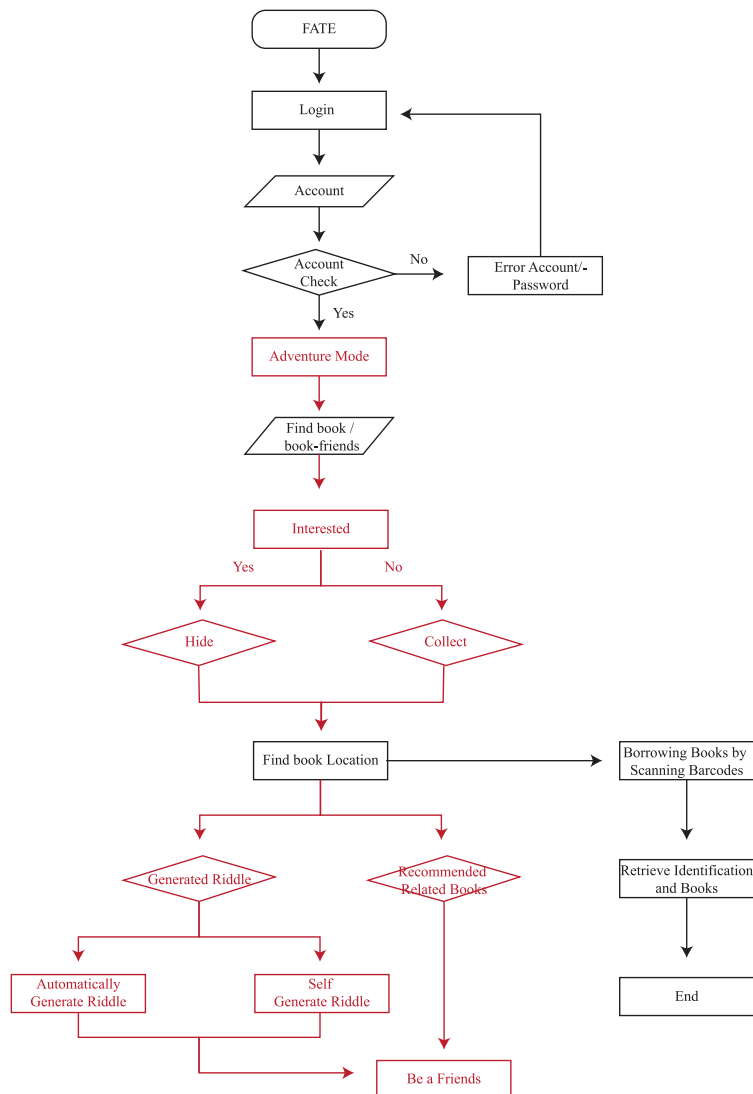 FATE
Login
Account
Account
Check
No
Error Account/-
Password
Yes
Adventure Mode
Find book /
book-friends
Interested
Yes
No
Hide
Collect
Find book Location
Borrowing Books by
Scanning Barcodes
Generated Riddle
Recommended
Related Books
Retrieve Identification
and Books
Automatically
Generate Riddle
Self
Generate Riddle
End
Be a Friends